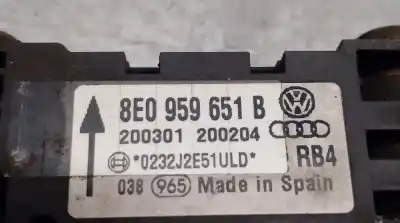 8E0 959 651 B
200301 200204
*0232J2E51ULD* RB4
038 965 Made in Spain